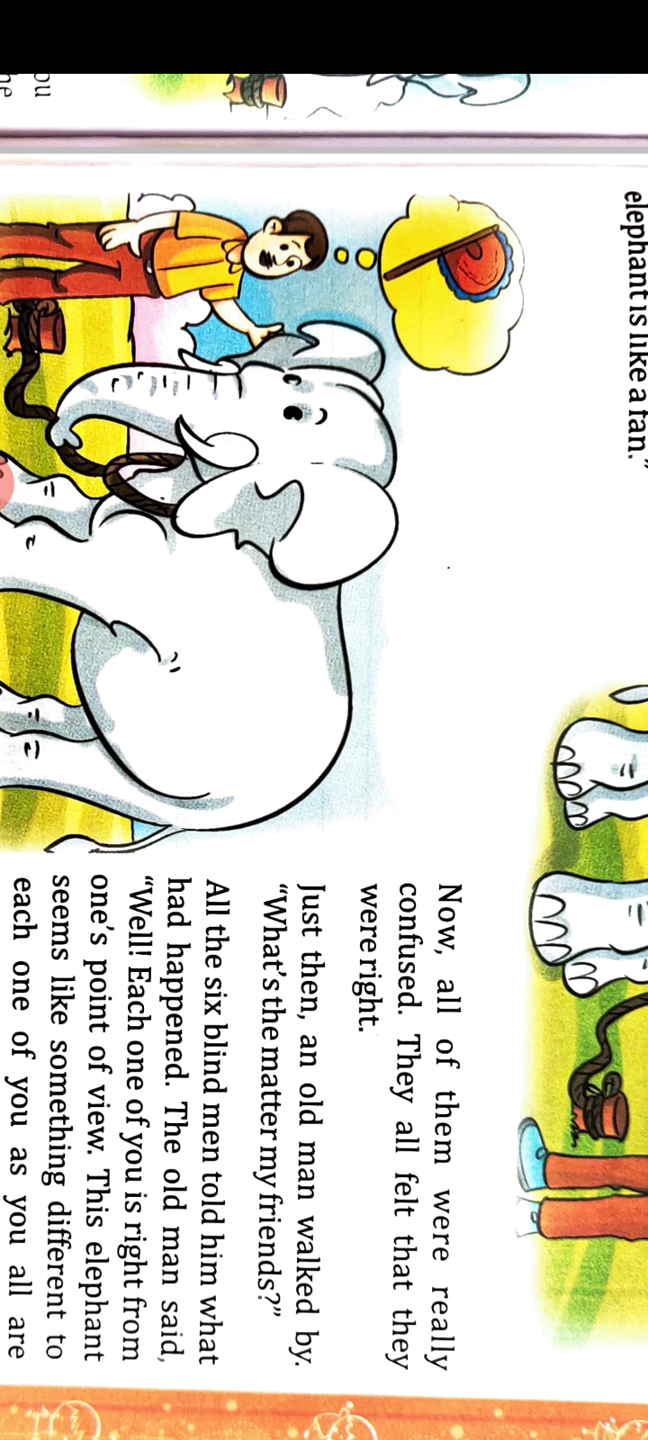 elephant is like a fan."
Now, all of them were really
confused. They all felt that they
were right.
Just then, an old man walked by.
"What's the matter my friends?"
All the six blind men told him what
had happened. The old man said,
"Well! Each one of you is right from
one's point of view. This elephant
seems like something different to
each one of you as you all are